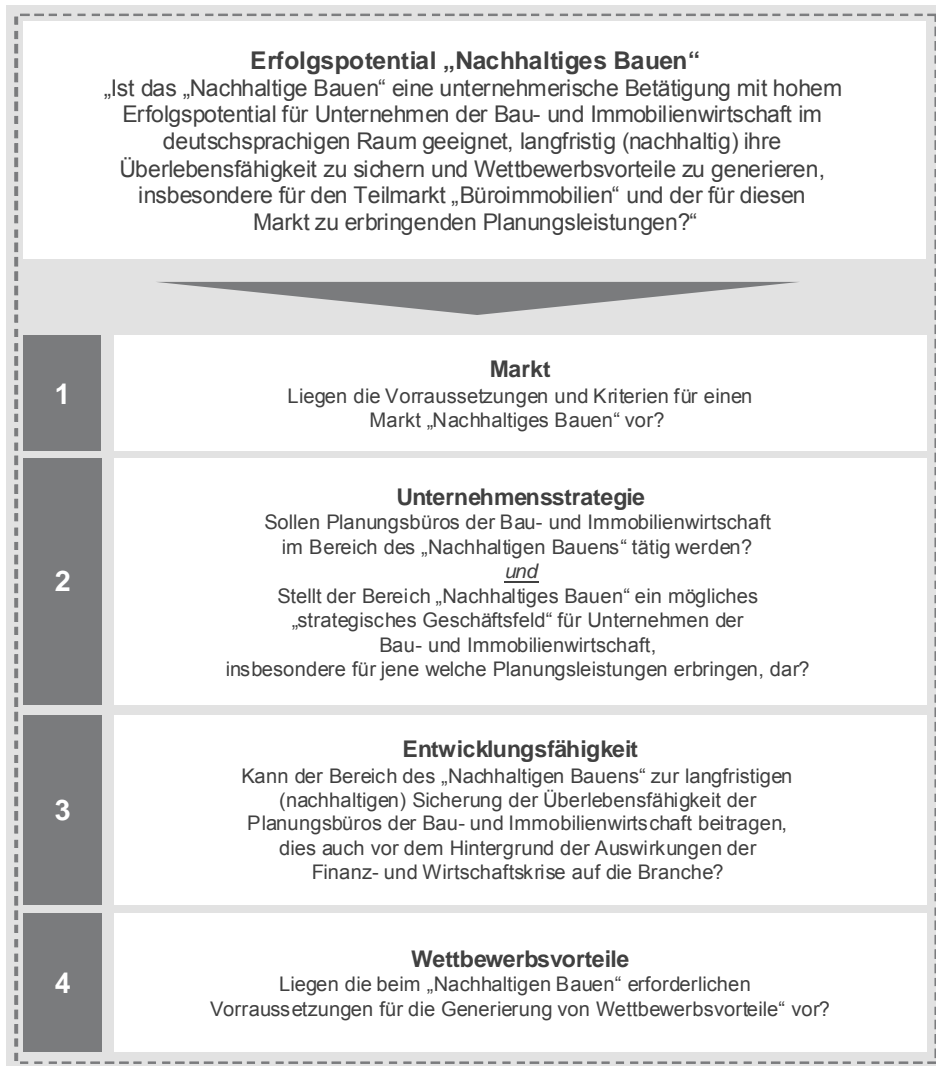 Erfolgspotential „Nachhaltiges Bauen“
„Ist das „Nachhaltige Bauen“ eine unternehmerische Betätigung mit hohem
Erfolgspotential für Unternehmen der Bau- und Immobilienwirtschaft im
deutschsprachigen Raum geeignet, langfristig (nachhaltig) ihre
Überlebensfähigkeit zu sichern und Wettbewerbsvorteile zu generieren,
insbesondere für den Teilmarkt „Büroimmobilien“ und der für diesen
Markt zu erbringenden Planungsleistungen?“
1
Markt
Liegen die Vorraussetzungen und Kriterien für einen
Markt „Nachhaltiges Bauen“ vor?
2
Unternehmensstrategie
Sollen Planungsbüros der Bau- und Immobilienwirtschaft
im Bereich des „Nachhaltigen Bauens“ tätig werden?
und
Stellt der Bereich „Nachhaltiges Bauen“ ein mögliches
„strategisches Geschäftsfeld“ für Unternehmen der
Bau- und Immobilienwirtschaft,
insbesondere für jene welche Planungsleistungen erbringen, dar?
3
Entwicklungsfähigkeit
Kann der Bereich des „Nachhaltigen Bauens“ zur langfristigen
(nachhaltigen) Sicherung der Überlebensfähigkeit der
Planungsbüros der Bau- und Immobilienwirtschaft beitragen,
dies auch vor dem Hintergrund der Auswirkungen der
Finanz- und Wirtschaftskrise auf die Branche?
4
Wettbewerbsvorteile
Liegen die beim „Nachhaltigen Bauen“ erforderlichen
Vorraussetzungen für die Generierung von Wettbewerbsvorteile“ vor?